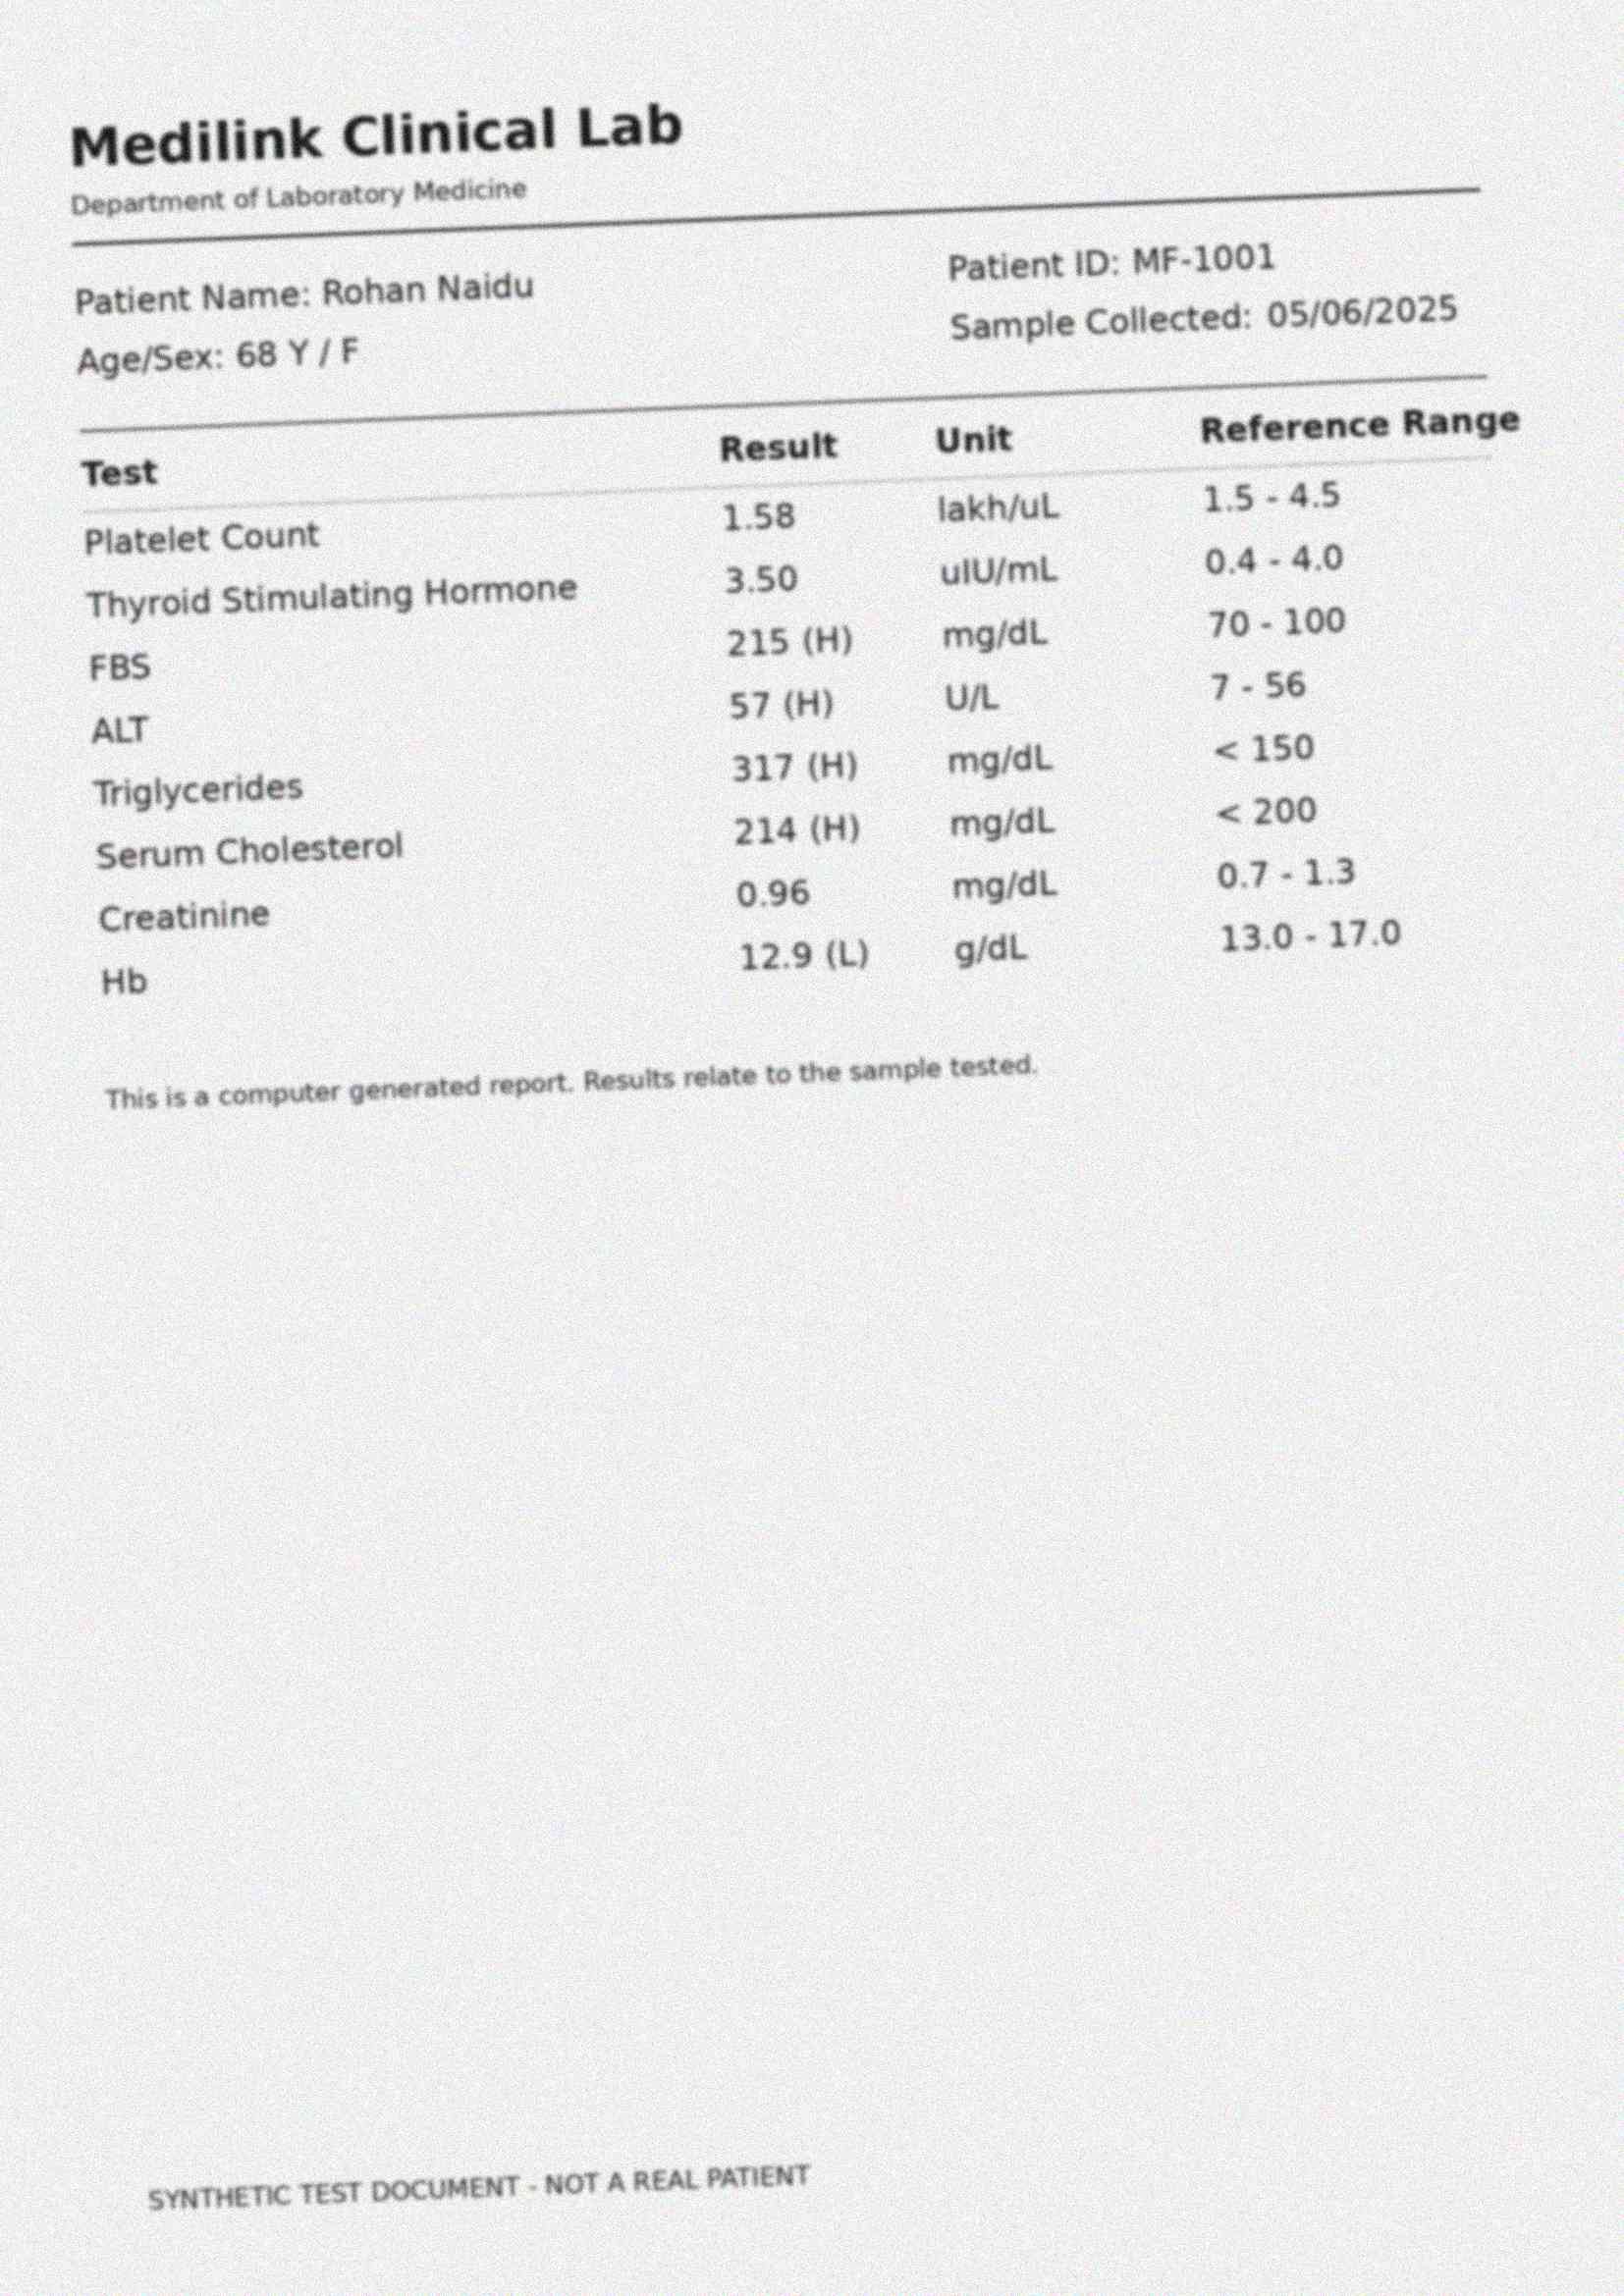 Medilink Clinical Lab
Department of Laboratory Medicine
Patient Name: Rohan Naidu Patient ID: MF-1001
Age/Sex: 68 Y / F Sample Collected: 05/06/2025
Test Result Unit Reference Range
Platelet Count 1.58 lakh/uL 1.5 - 4.5
Thyroid Stimulating Hormone 3.50 uIU/mL 0.4 - 4.0
FBS 215 (H) mg/dL 70 - 100
ALT 57 (H) U/L 7 - 56
Triglycerides 317 (H) mg/dL < 150
Serum Cholesterol 214 (H) mg/dL < 200
Creatinine 0.96 mg/dL 0.7 - 1.3
Hb 12.9 (L) g/dL 13.0 - 17.0
This is a computer generated report. Results relate to the sample tested.
SYNTHETIC TEST DOCUMENT - NOT A REAL PATIENT